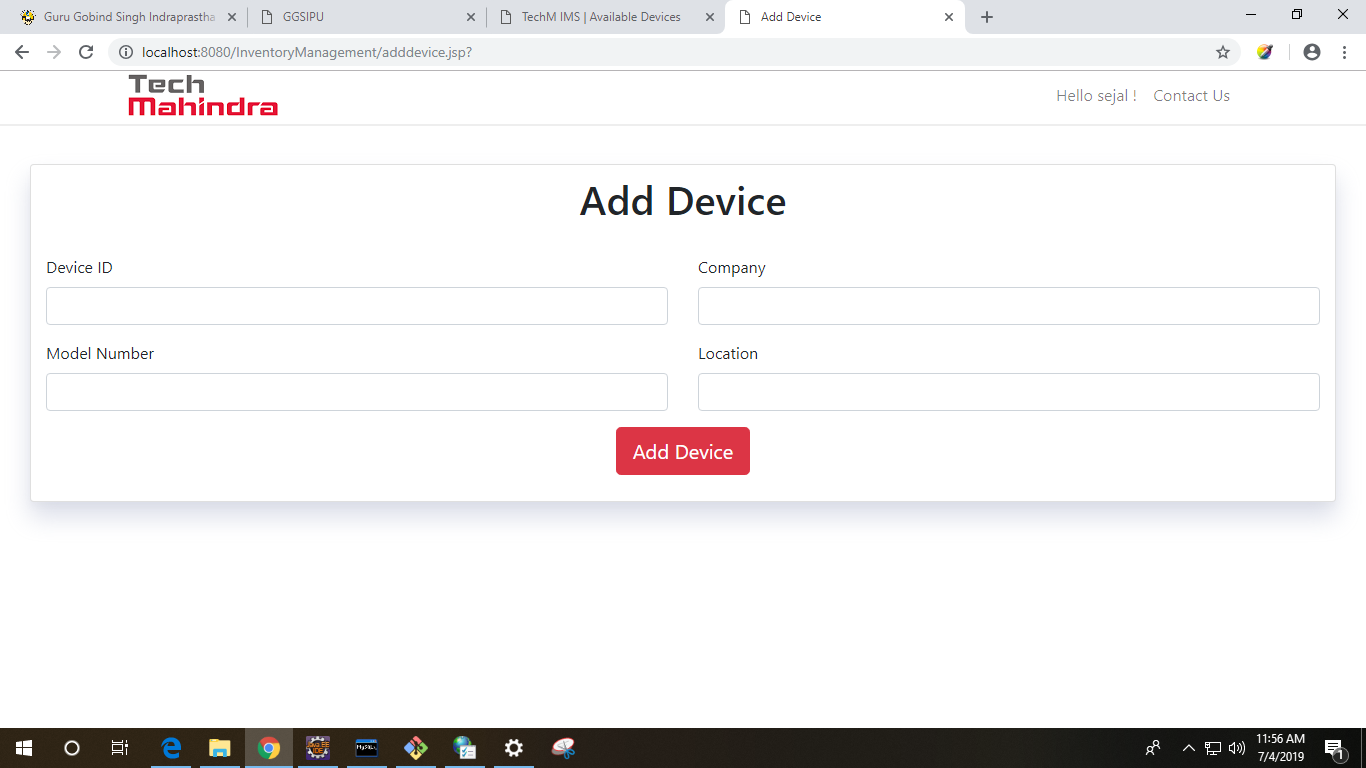 Guru Gobind Singh Indraprastha
GGSIPU
TechM IMS | Available Devices
Add Device
localhost:8080/InventoryManagement/adddevice.jsp?
Tech
Mahindra
Hello sejal !
Contact Us
Add Device
Device ID
Company
Model Number
Location
Add Device
11:56 AM
7/4/2019
1